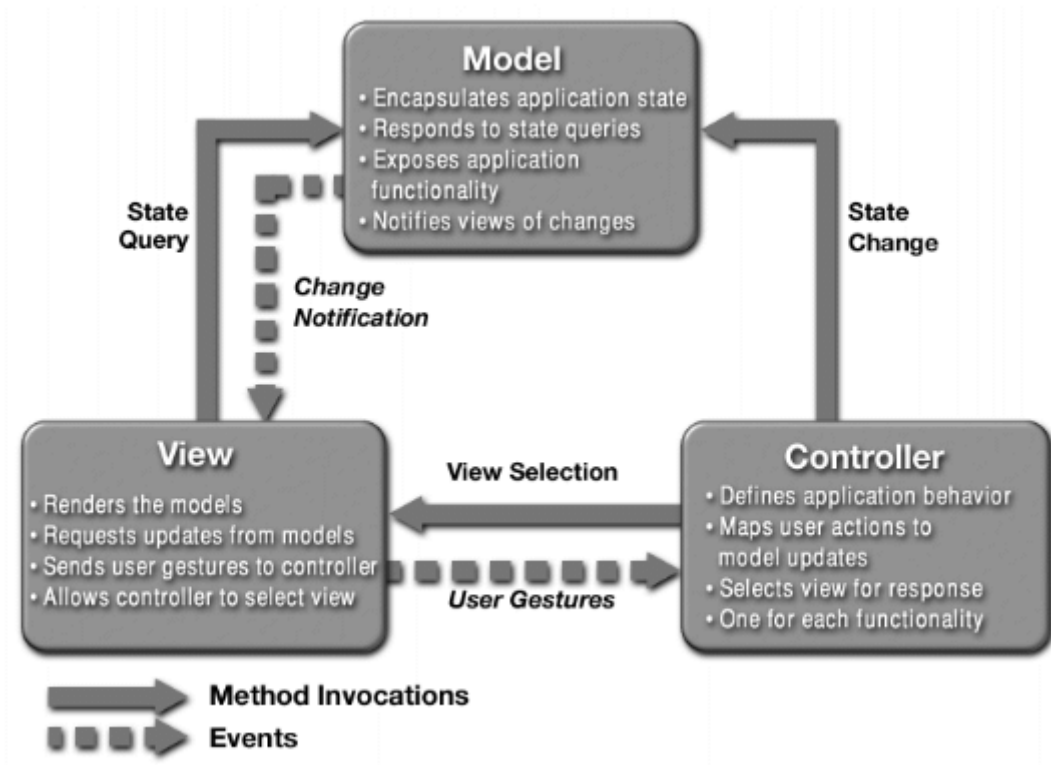 Model
• Encapsulates application state
• Responds to state queries
• Exposes application
functionality
• Notifies views of changes
State
Query
Change
Notification
State
Change
View
• Renders the models
• Requests updates from models
• Sends user gestures to controller
• Allows controller to select view
View Selection
User Gestures
Controller
• Defines application behavior
• Maps user actions to
model updates
• Selects view for response
• One for each functionality
Method Invocations
Events